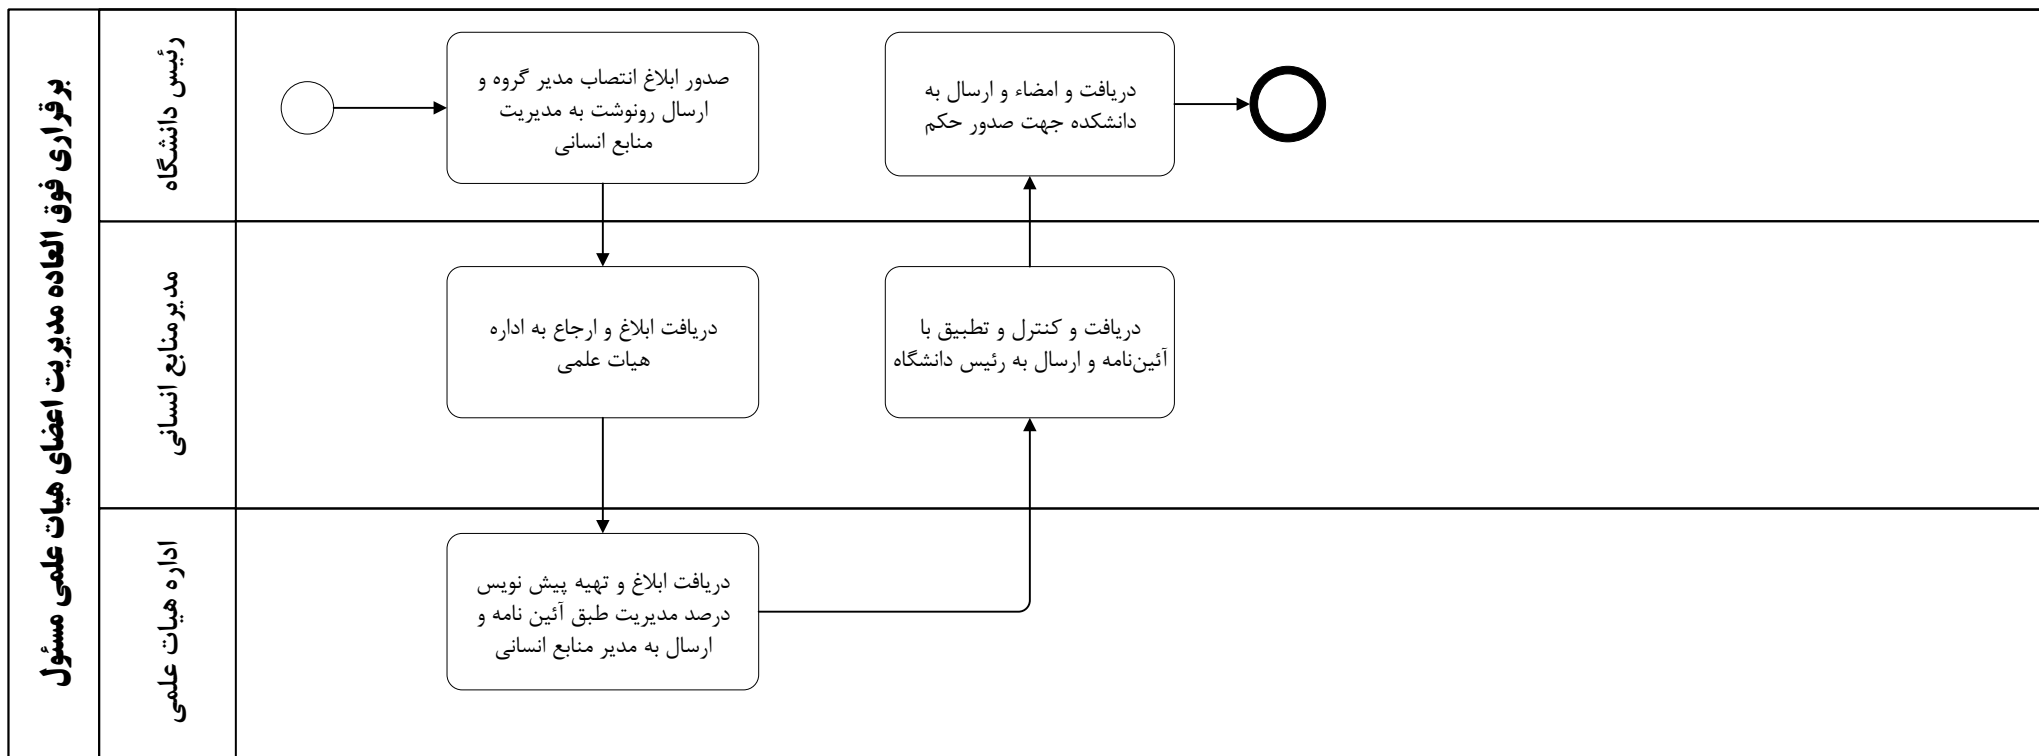 برقراری فوق العاده مدیریت اعضای هیات علمی مسئول
رئیس دانشگاه
صدور ابلاغ انتصاب مدیر گروه و
ارسال رونوشت به مدیریت
منابع انسانی
دریافت و امضاء و ارسال به
دانشکده جهت صدور حکم
مدیرمنابع انسانی
دریافت ابلاغ و ارجاع به اداره
هیات علمی
دریافت و کنترل و تطبیق با
آئین‌نامه و ارسال به رئیس دانشگاه
اداره هیات علمی
دریافت ابلاغ و تهیه پیش نویس
درصد مدیریت طبق آئین نامه و
ارسال به مدیر منابع انسانی